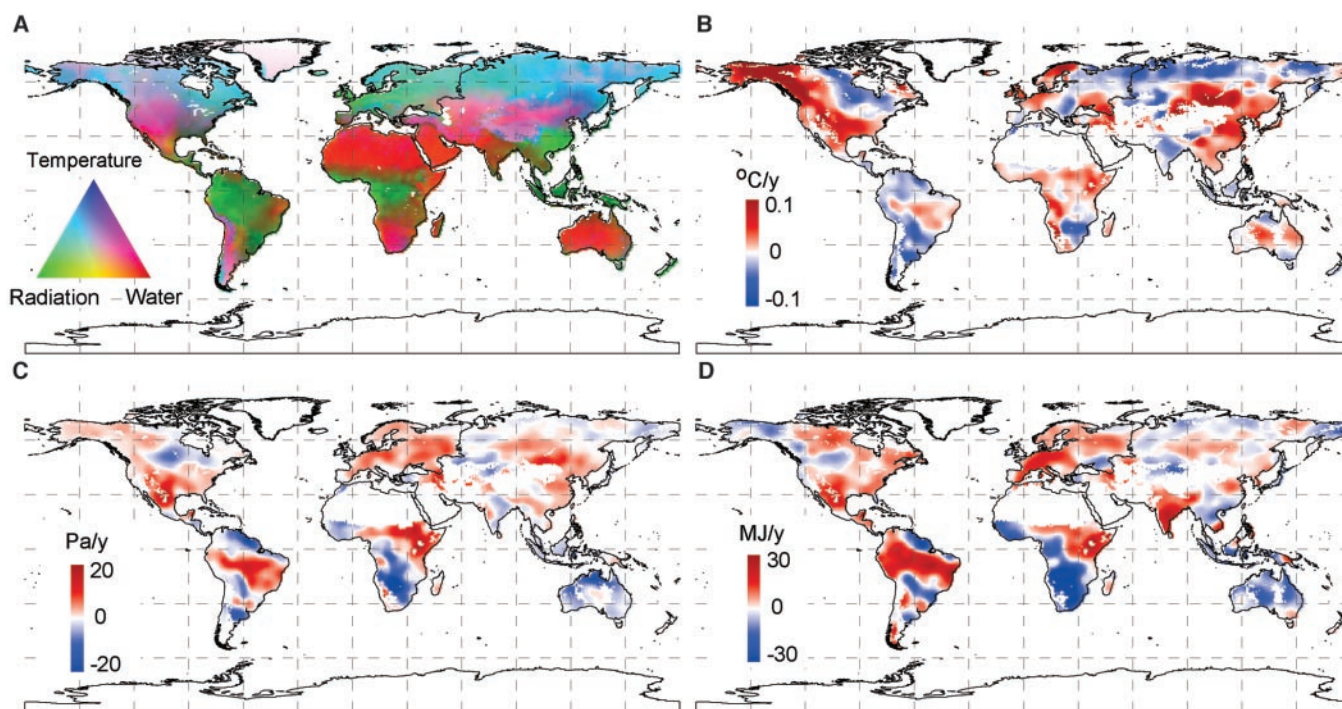 A
B
Temperature
Radiation Water
°C/y
0.1
0
-0.1
C
D
Pa/y
20
0
-20
MJ/y
30
0
-30